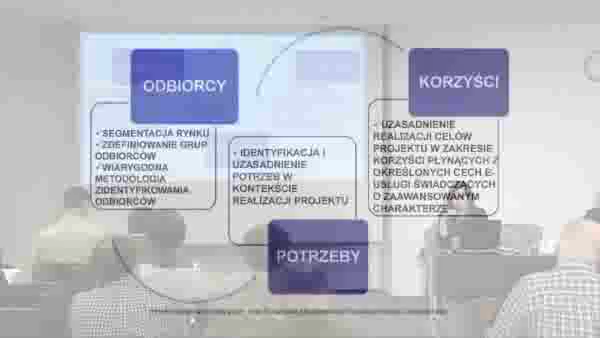 ODBIORCY
• SEGMENTACJA RYNKU
• ZDEFINIOWANIE GRUP
ODBIORCÓW
• WIARYGODNA
METODOLOGIA
ZIDENTYFIKOWANIA
ODBIORCÓW
• IDENTYFIKACJA I
UZASADNIENIE
POTRZEB W
KONTEKŚCIE
REALIZACJI PROJEKTU
POTRZEBY
KORZYŚCI
• UZASADNIENIE
REALIZACJI CELÓW
PROJEKTU W ZAKRESIE
KORZYŚCI PŁYNĄCYCH Z
OKREŚLONYCH CECH E-
USŁUGI ŚWIADCZĄCYCH
O ZAAWANSOWANYM
CHARAKTERZE